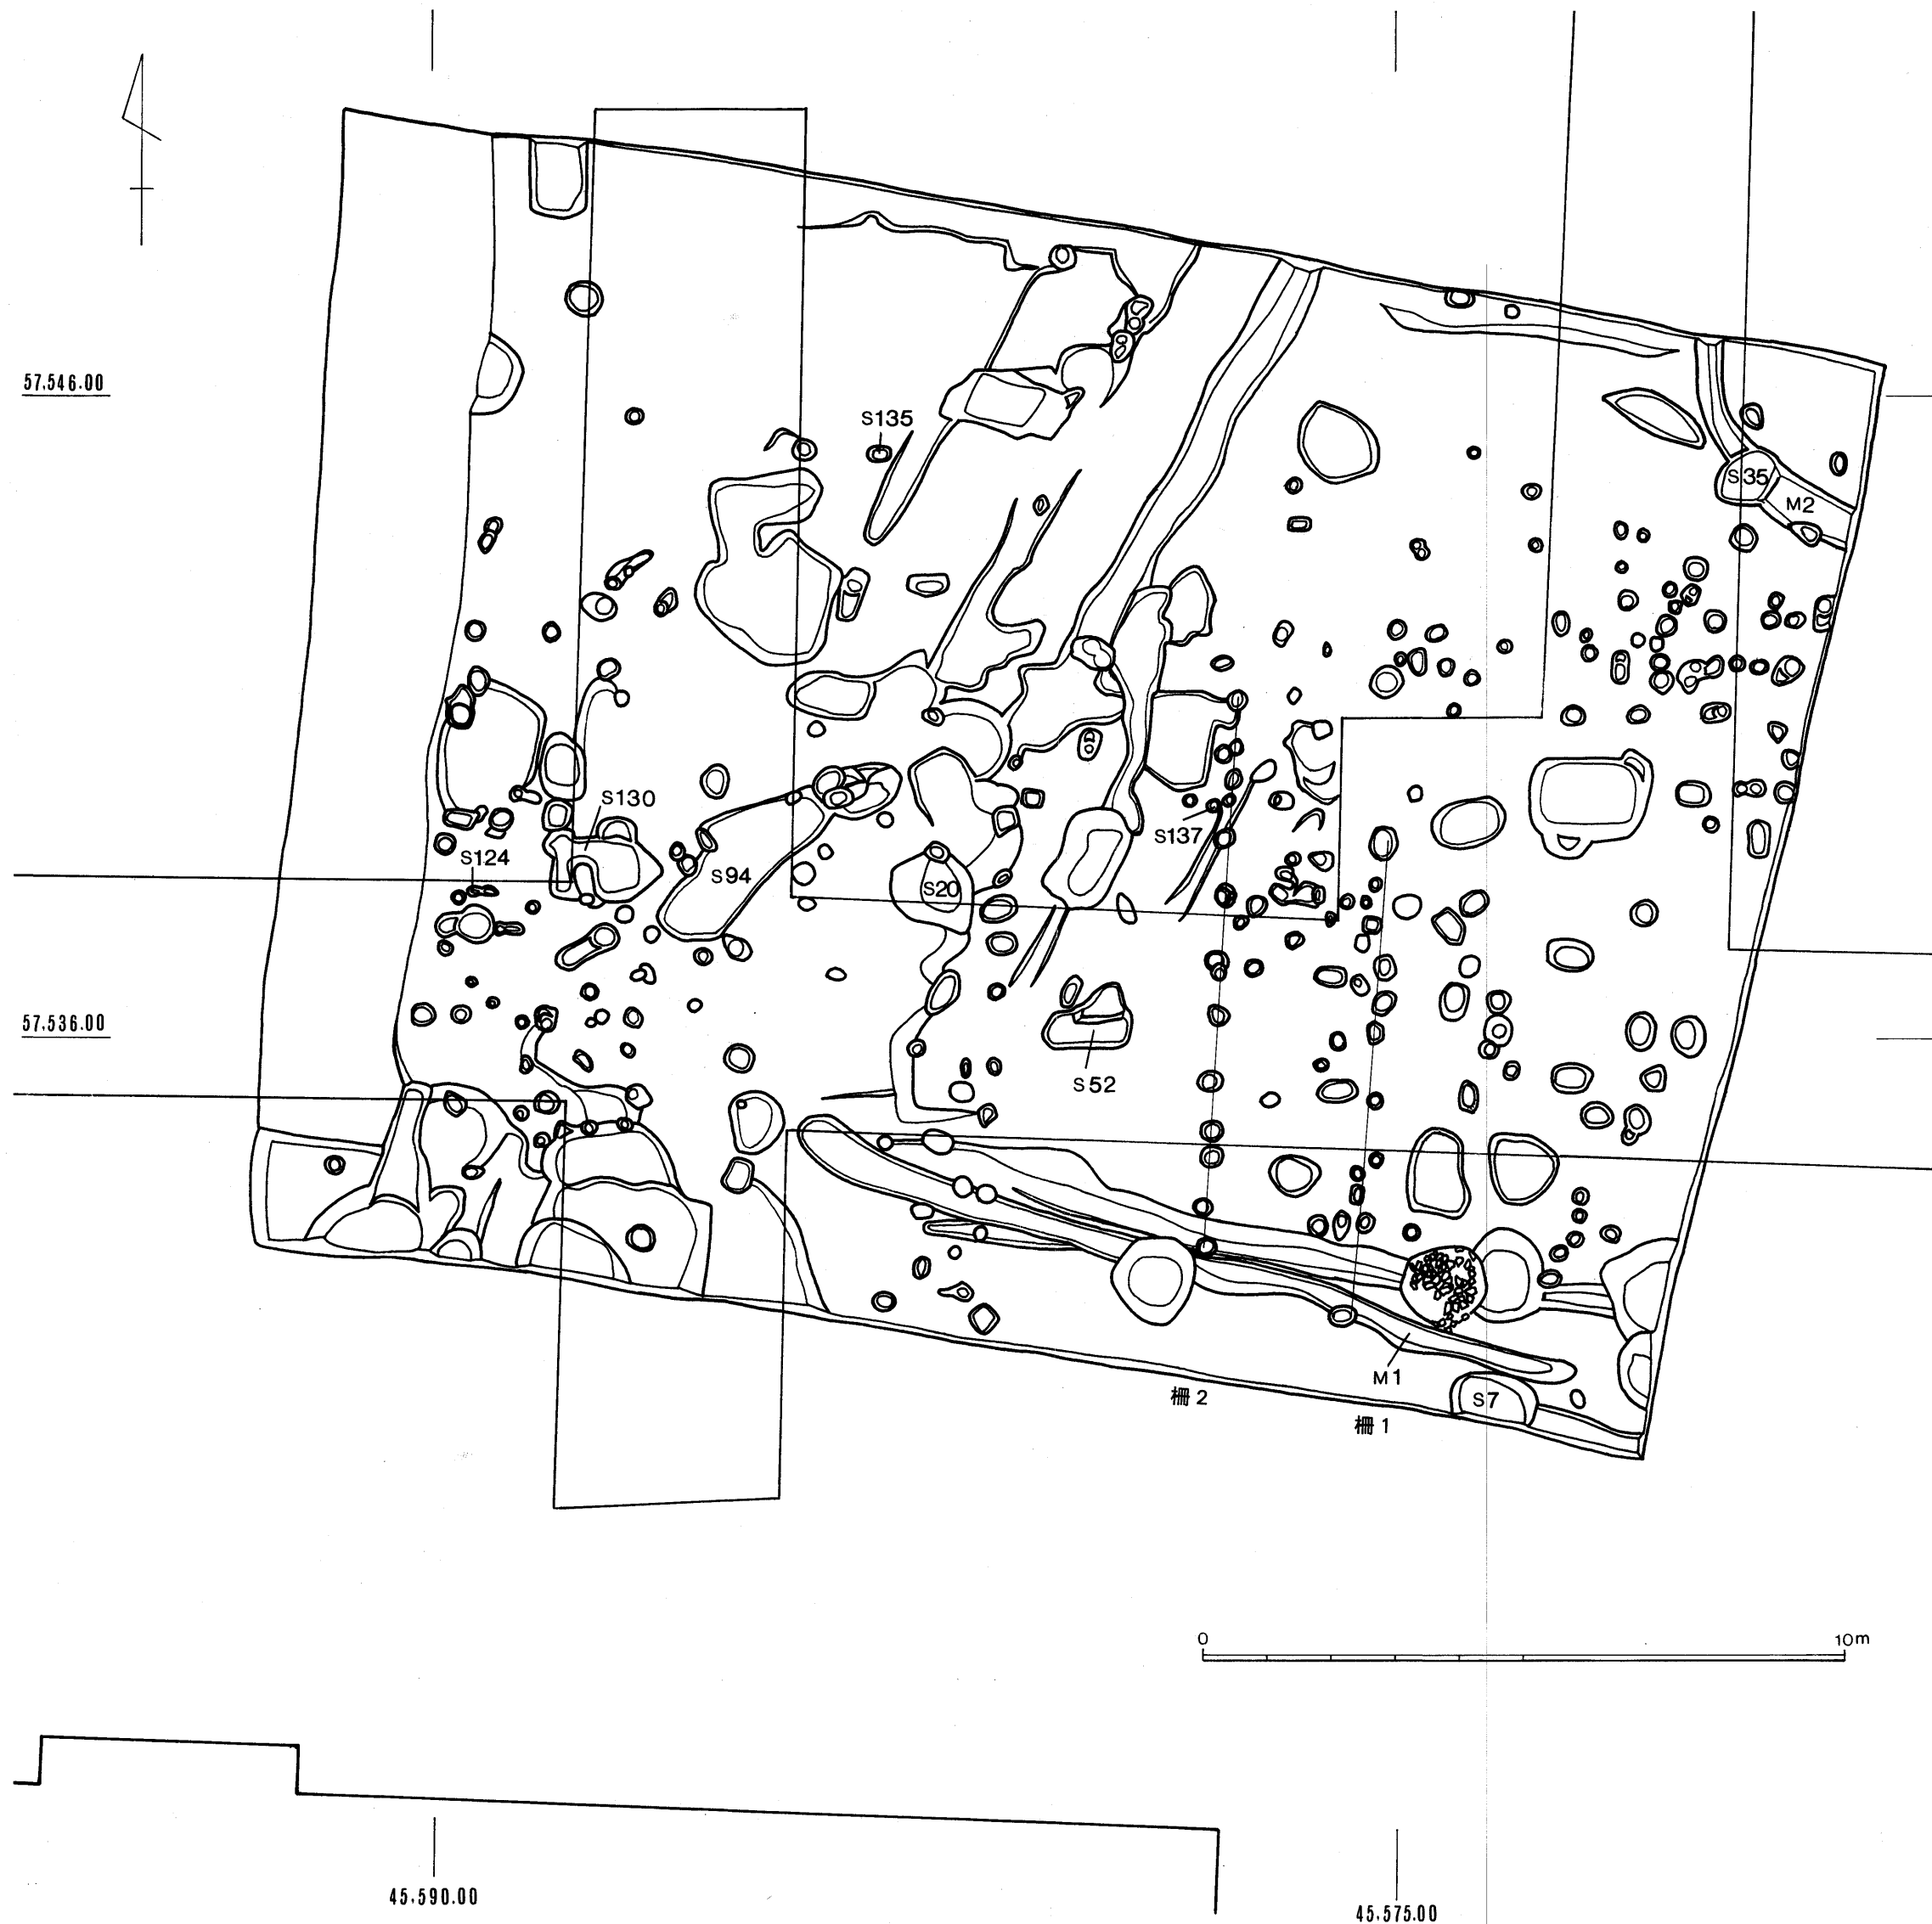 57,546.00
S135
S35
M2
S130
S137
S124
S94
S20
57,536.00
S52
M1
柵2
S7
柵1
0 10m
45,590.00
45,575.00